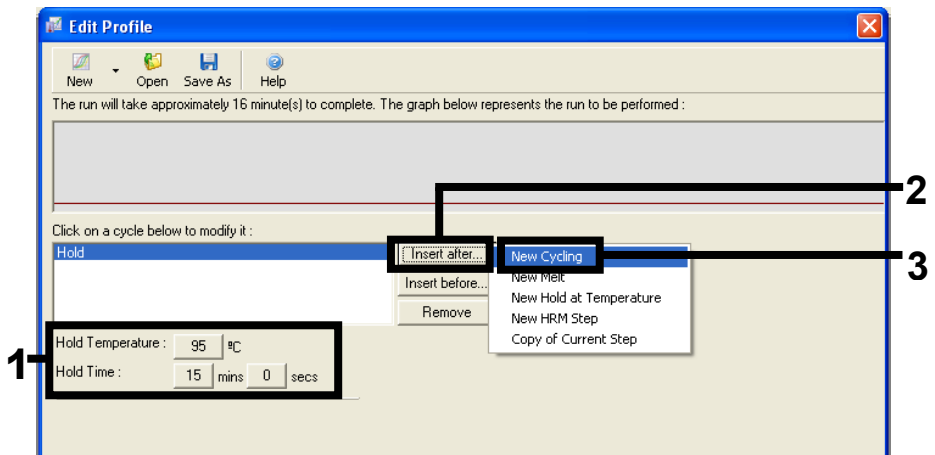 Edit Profile
New Open Save As Help
The run will take approximately 16 minute(s) to complete. The graph below represents the run to be performed :
2
Click on a cycle below to modify it :
Hold
Insert after...
New Cycling
3
Insert before...
New Melt
New Hold at Temperature
Remove
New HRM Step
Copy of Current Step
1
Hold Temperature : 95 ºC
Hold Time : 15 mins 0 secs